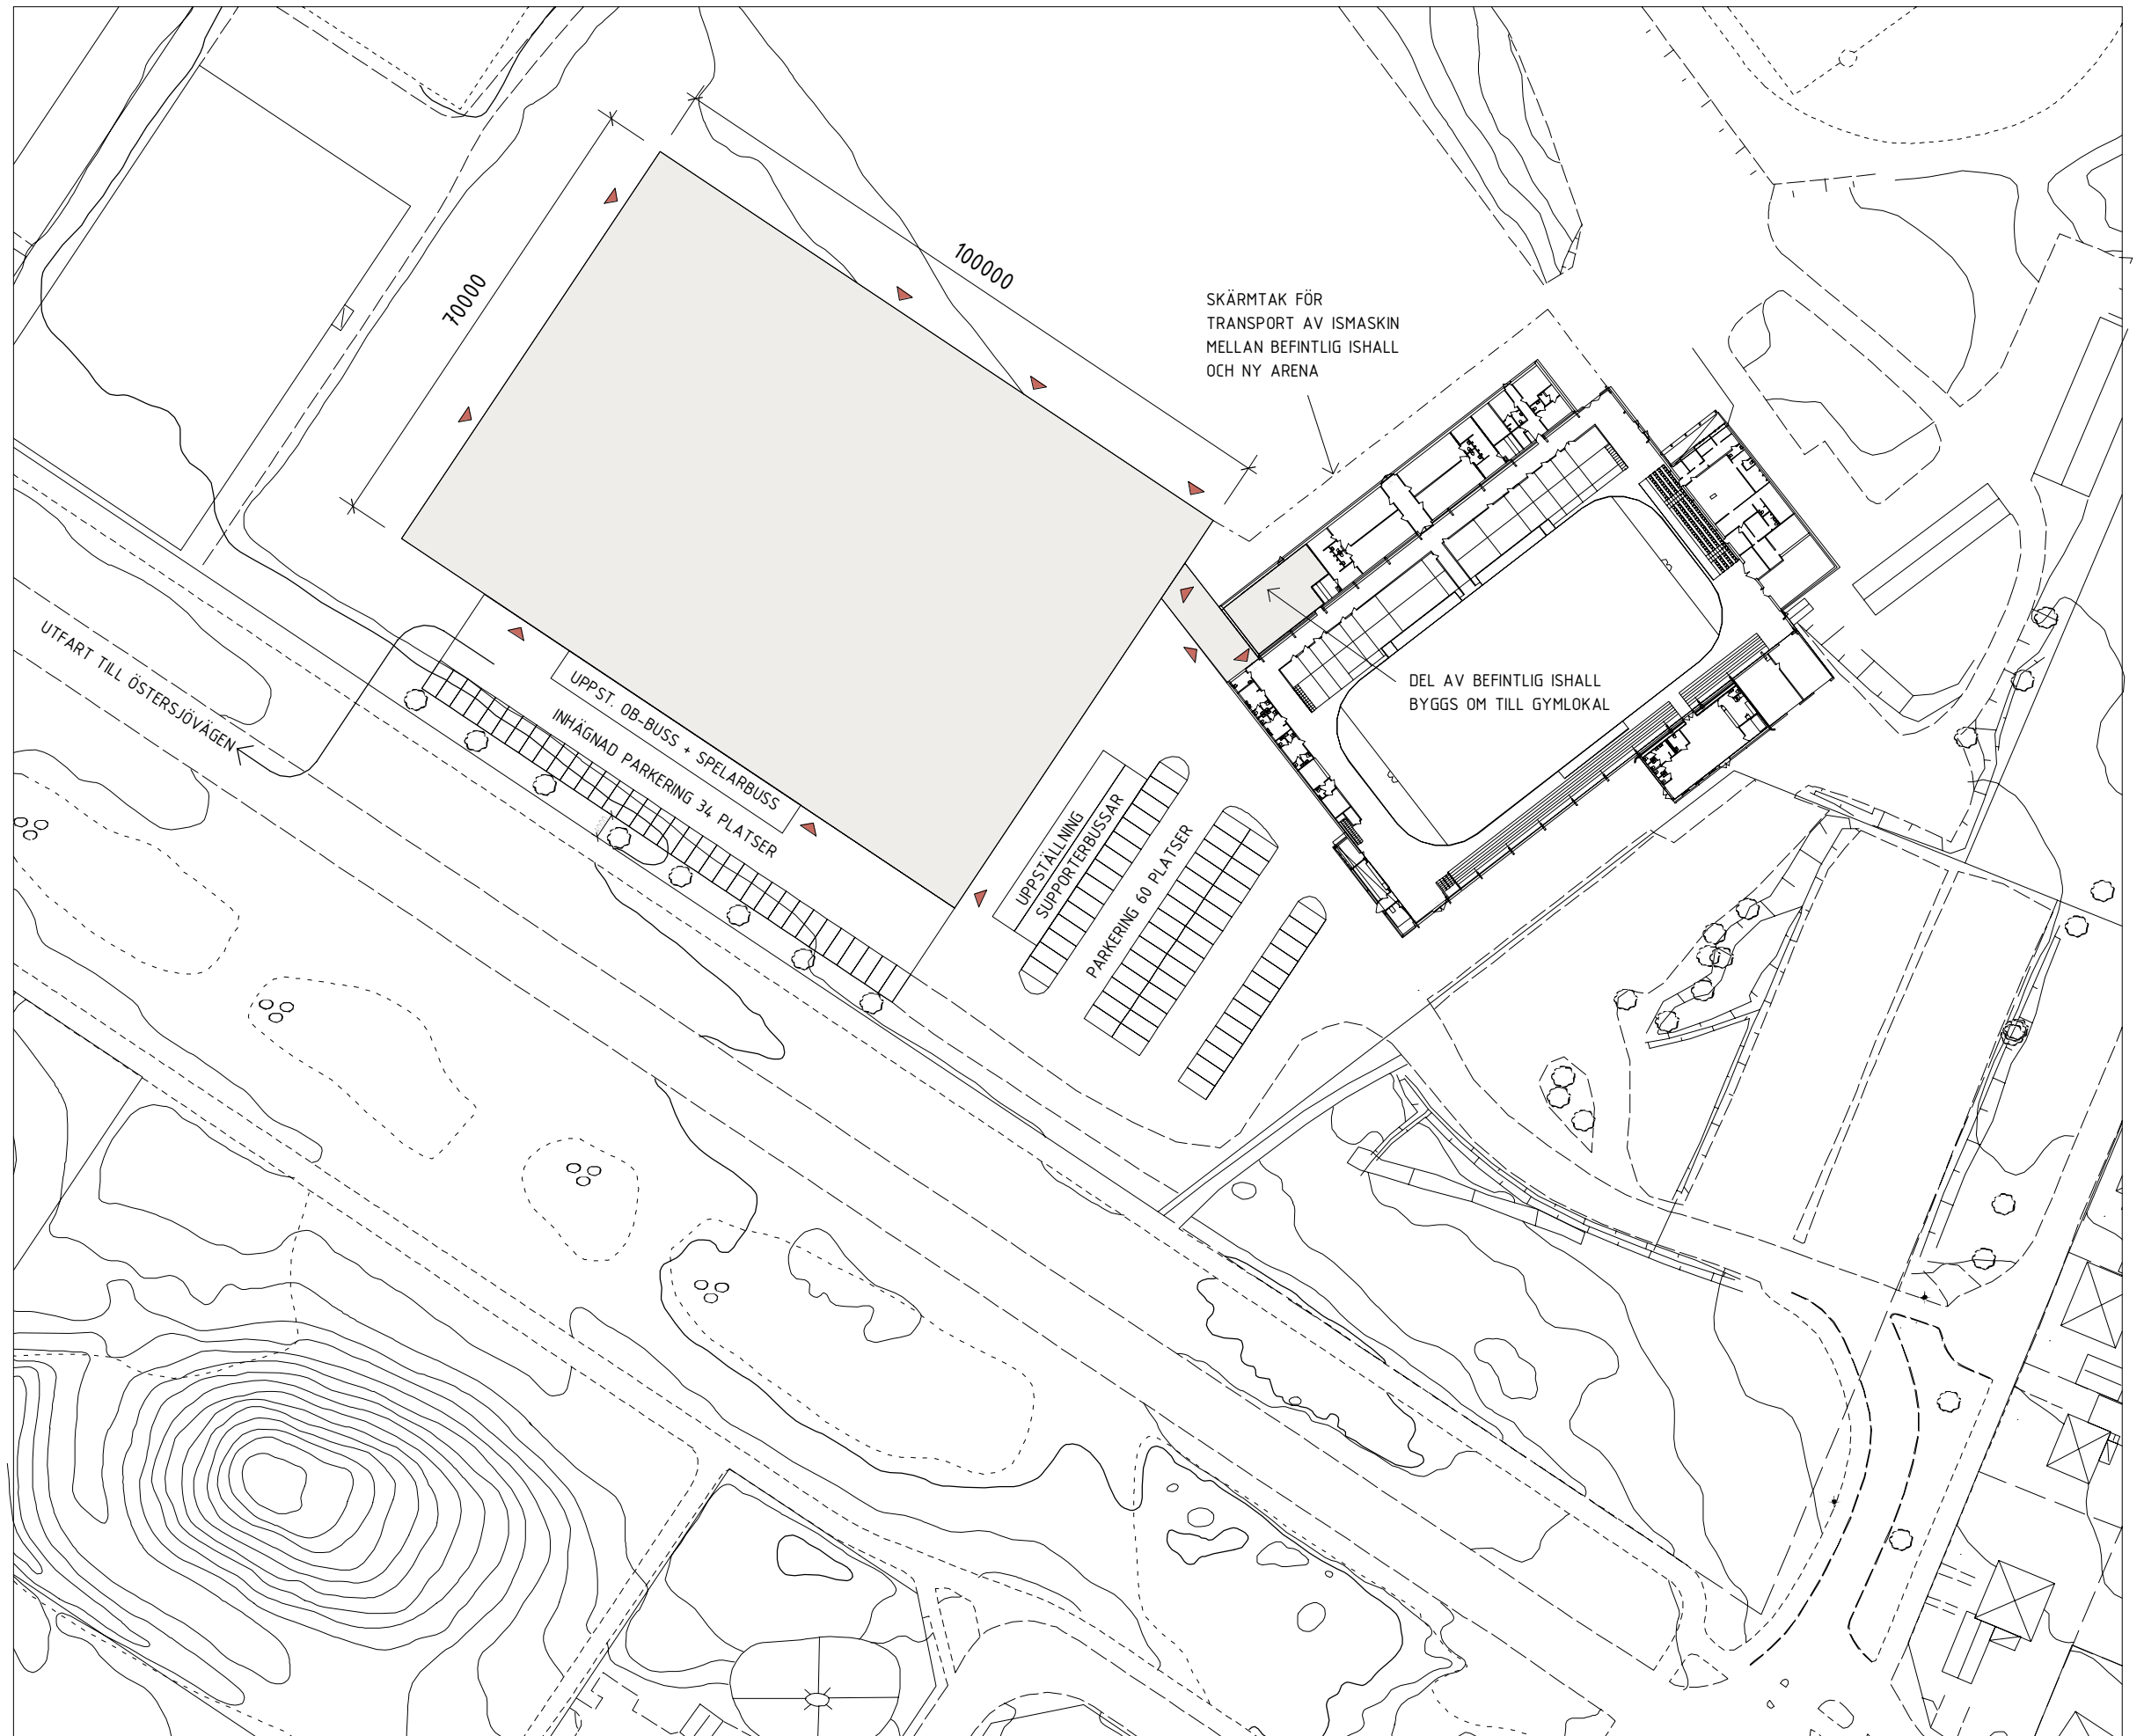 70000
100000
SKÄRMTAK FÖR
TRANSPORT AV ISMASKIN
MELLAN BEFINTLIG ISHALL
OCH NY ARENA
DEL AV BEFINTLIG ISHALL
BYGGS OM TILL GYMLOKAL
UTFART TILL ÖSTERSJÖVÄGEN
UPPST. OB-BUSS + SPELARBUSS
INHÄGNAD PARKERING 34 PLATSER
UPPSTÄLLNING
SUPPORTERBUSSAR
PARKERING 60 PLATSER